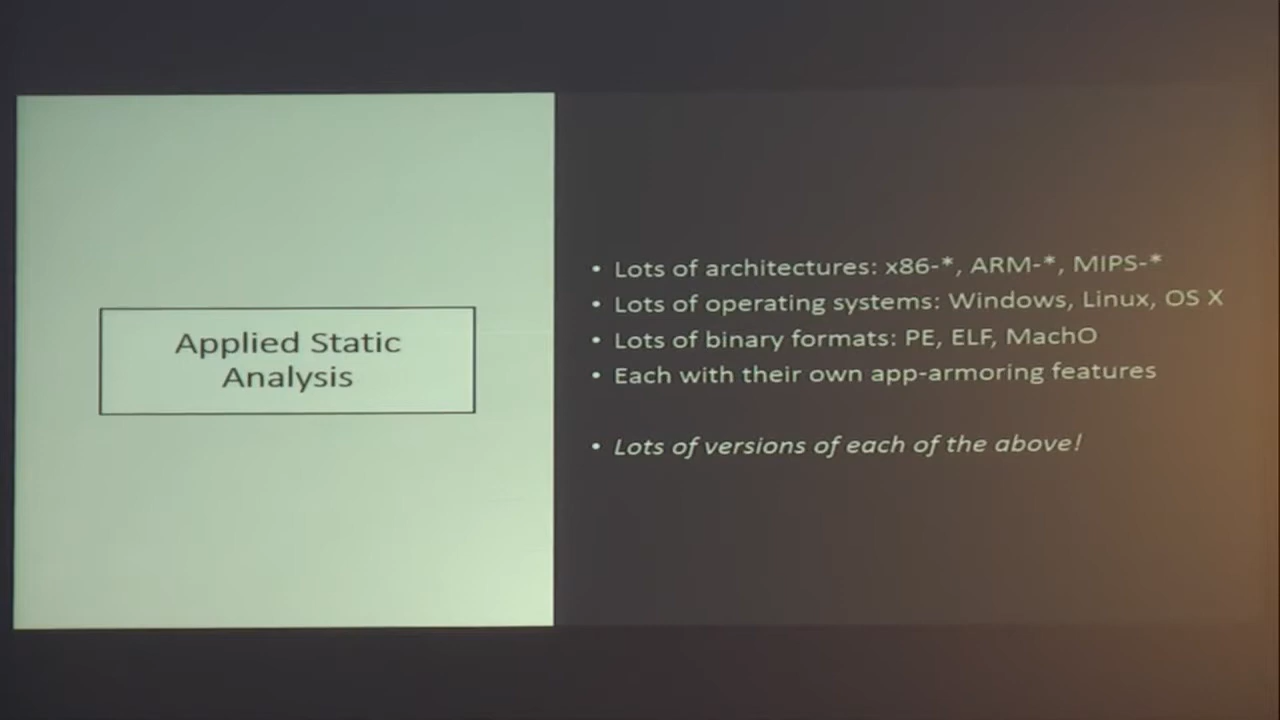 Applied Static
Analysis
• Lots of architectures: x86-*, ARM-*, MIPS-*
• Lots of operating systems: Windows, Linux, OS X
• Lots of binary formats: PE, ELF, MachO
• Each with their own app-armoring features
• Lots of versions of each of the above!